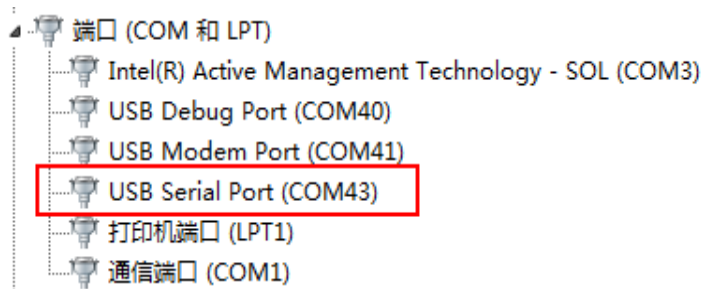 端口 (COM 和 LPT)
Intel(R) Active Management Technology - SOL (COM3)
USB Debug Port (COM40)
USB Modem Port (COM41)
USB Serial Port (COM43)
打印机端口 (LPT1)
通信端口 (COM1)